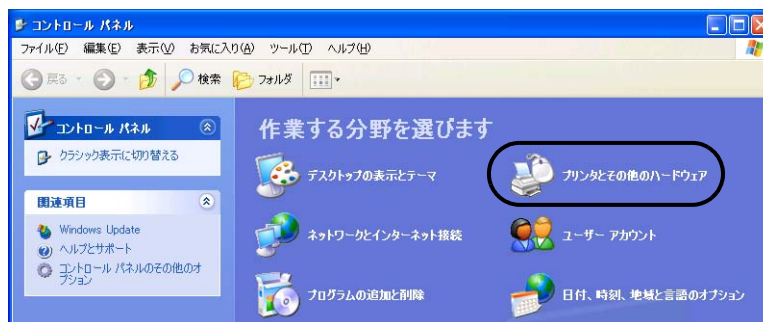 コントロール パネル
ファイル(F) 編集(E) 表示(V) お気に入り(A) ツール(T) ヘルプ(H)
戻る 検索 フォルダ
コントロール パネル
クラシック表示に切り替える
関連項目
Windows Update
ヘルプとサポート
コントロール パネルのその他のオ
プション
作業する分野を選びます
デスクトップの表示とテーマ
プリンタとその他のハードウェア
ネットワークとインターネット接続
ユーザー アカウント
プログラムの追加と削除
日付、時刻、地域と言語のオプション